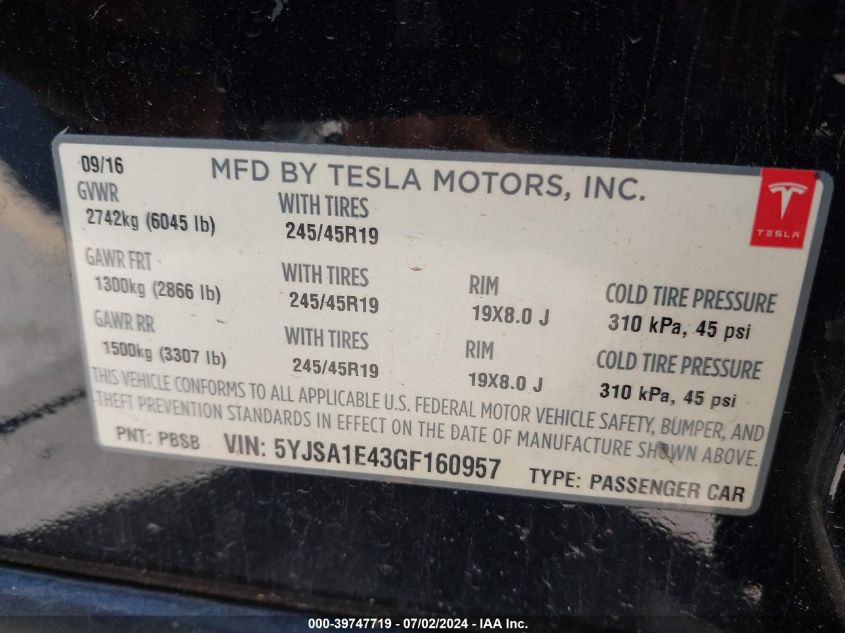 09/16 MFD BY TESLA MOTORS, INC.
GVWR WITH TIRES
2742kg (6045 lb) 245/45R19
TESLA
GAWR FRT WITH TIRES RIM COLD TIRE PRESSURE
1300kg (2866 lb) 245/45R19 19X8.0 J 310 kPa, 45 psi
GAWR RR WITH TIRES RIM COLD TIRE PRESSURE
1500kg (3307 lb) 245/45R19 19X8.0 J 310 kPa, 45 psi
THIS VEHICLE CONFORMS TO ALL APPLICABLE U.S. FEDERAL MOTOR VEHICLE SAFETY, BUMPER, AND
THEFT PREVENTION STANDARDS IN EFFECT ON THE DATE OF MANUFACTURE SHOWN ABOVE.
PNT: PBSB VIN: 5YJSA1E43GF160957 TYPE: PASSENGER CAR
000-39747719 - 07/02/2024 - IAA Inc.